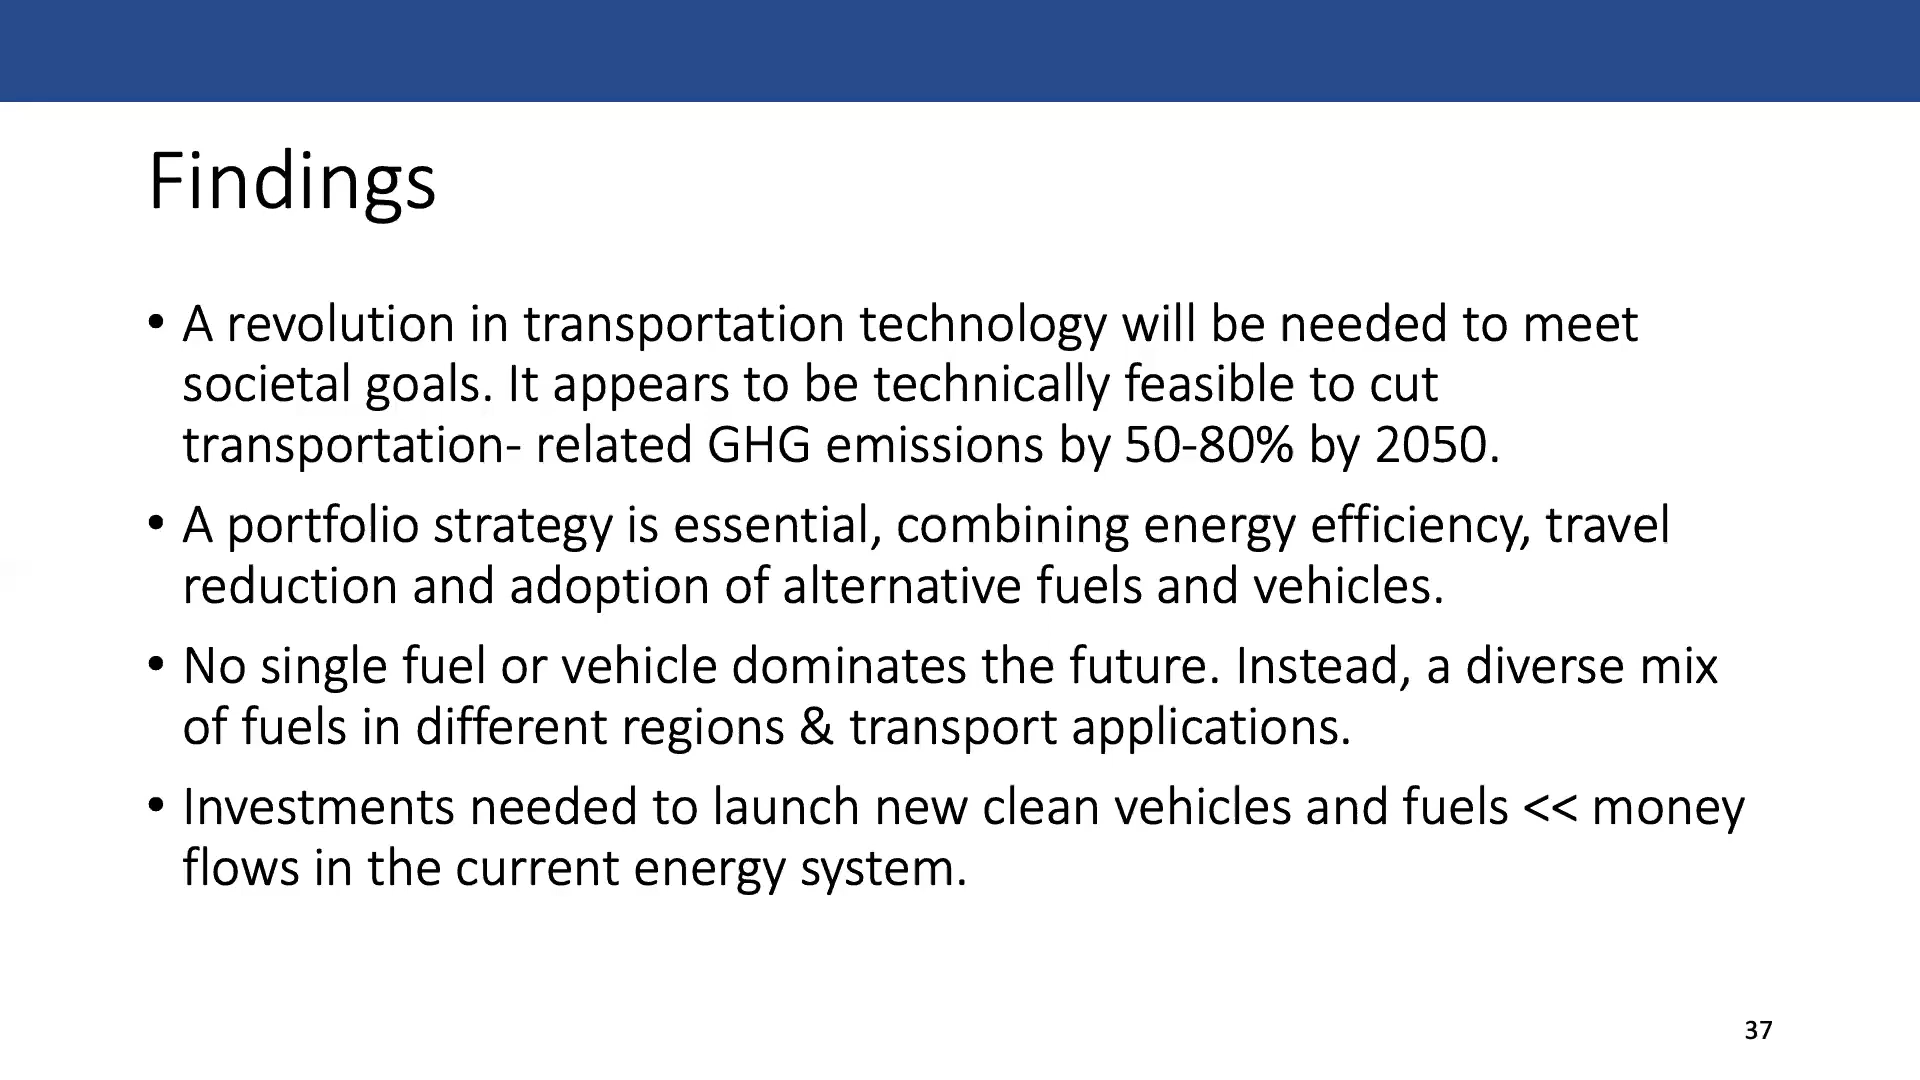 Findings
• A revolution in transportation technology will be needed to meet
societal goals. It appears to be technically feasible to cut
transportation- related GHG emissions by 50-80% by 2050.
• A portfolio strategy is essential, combining energy efficiency, travel
reduction and adoption of alternative fuels and vehicles.
• No single fuel or vehicle dominates the future. Instead, a diverse mix
of fuels in different regions & transport applications.
• Investments needed to launch new clean vehicles and fuels << money
flows in the current energy system.
37